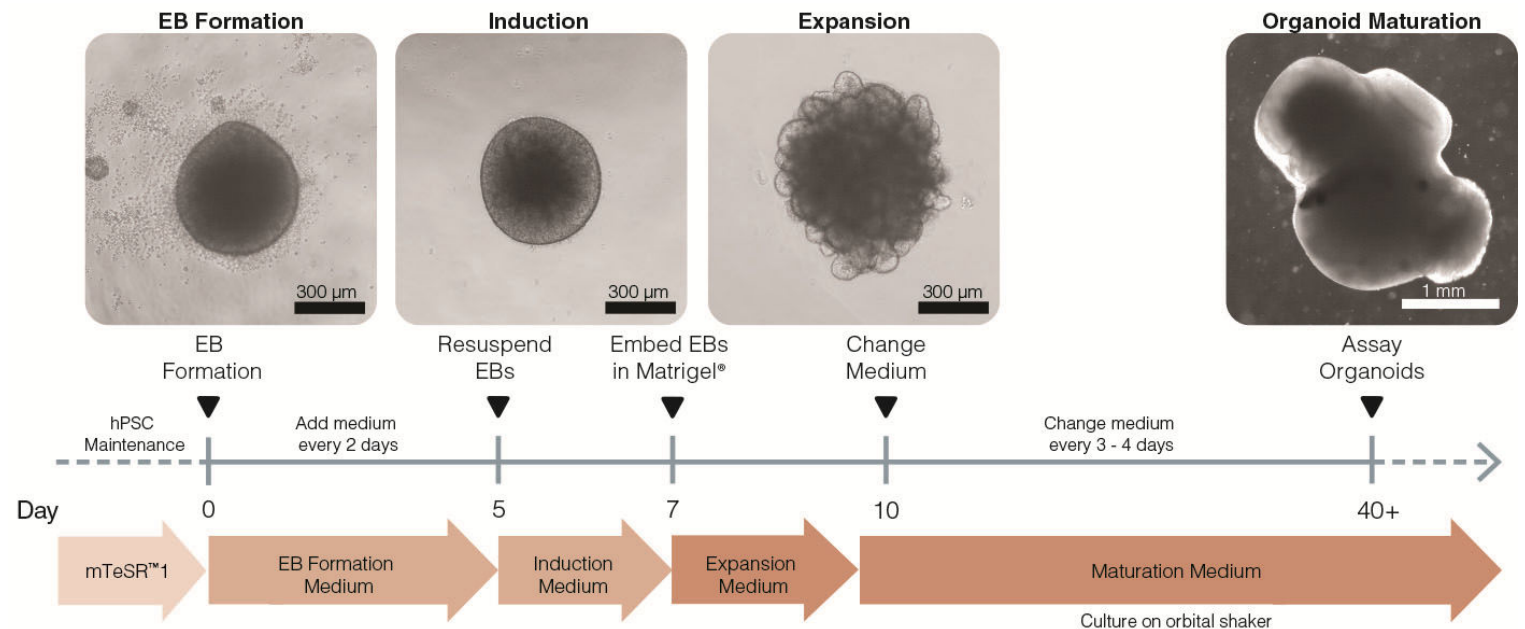 EB Formation
Induction
Expansion
Organoid Maturation
300 µm
300 µm
300 µm
1 mm
EB
Formation
Resuspend
EBs
Embed EBs
in Matrigel®
Change
Medium
Assay
Organoids
hPSC
Maintenance
Add medium
every 2 days
Change medium
every 3 - 4 days
Day
0
5
7
10
40+
mTeSR™1
EB Formation
Medium
Induction
Medium
Expansion
Medium
Maturation Medium
Culture on orbital shaker